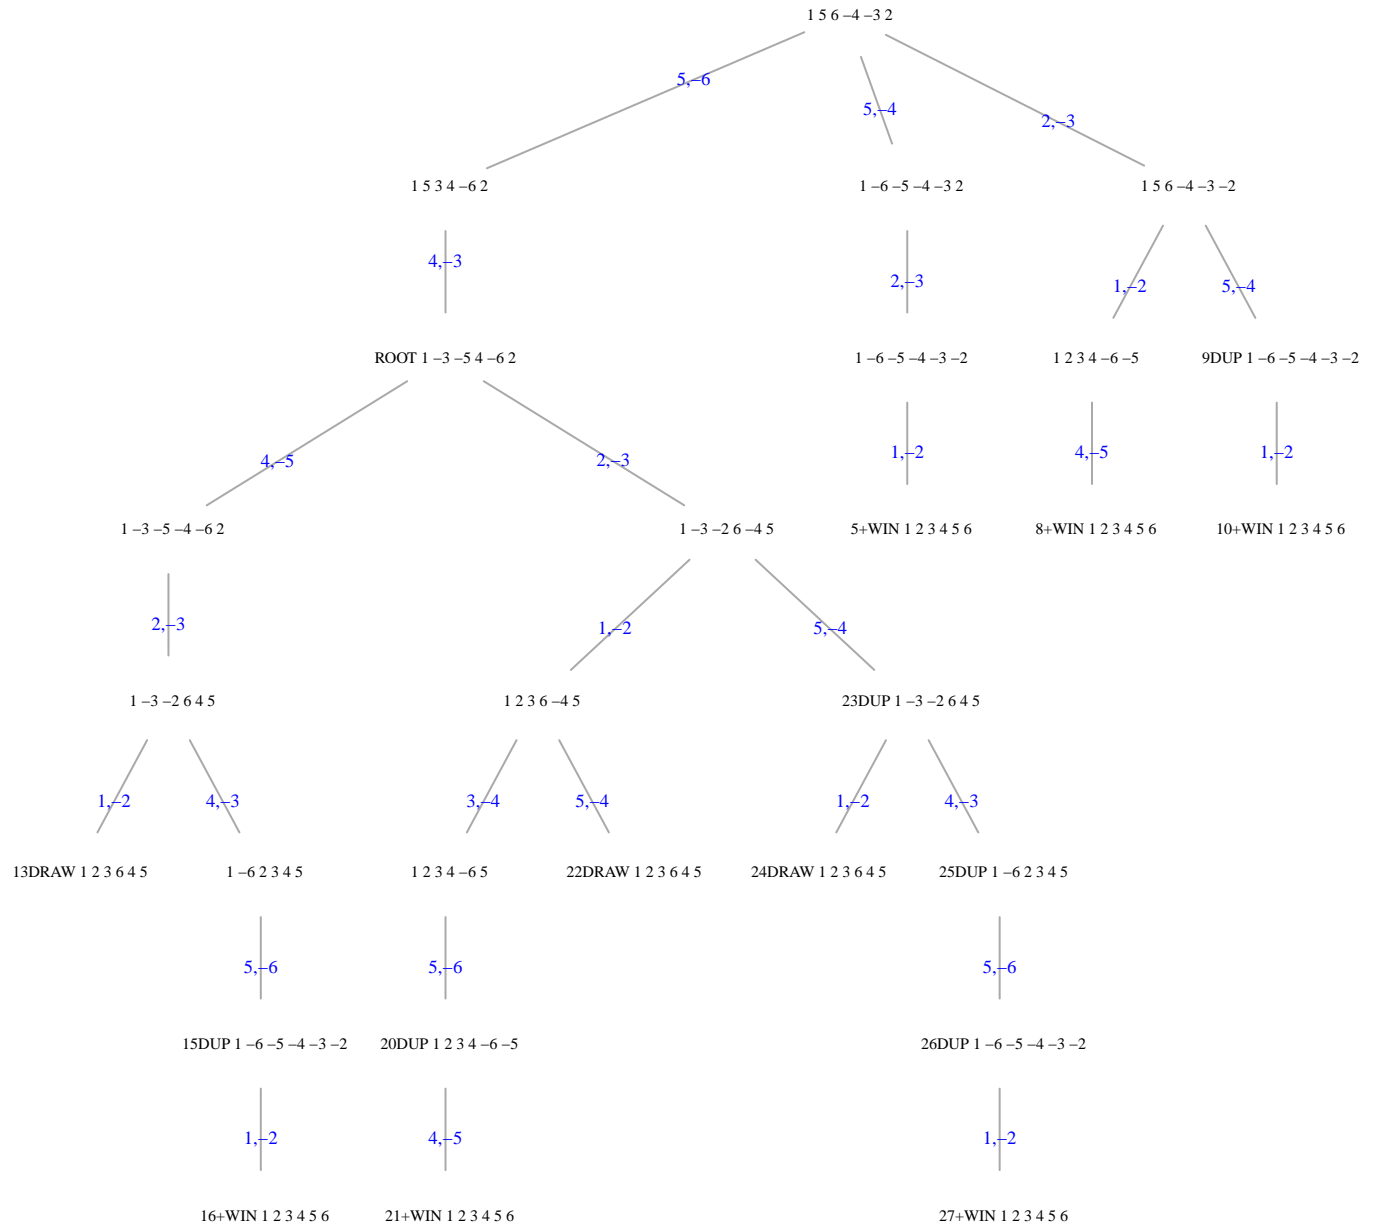 1 5 6 –4 –3 2
5,–6
5,–4
2,–3
1 5 3 4 –6 2
1 –6 –5 –4 –3 2
1 5 6 –4 –3 –2
4,–3
2,–3
1,–2
5,–4
ROOT 1 –3 –5 4 –6 2
1 –6 –5 –4 –3 –2
1 2 3 4 –6 –5
9DUP 1 –6 –5 –4 –3 –2
4,–5
2,–3
1,–2
4,–5
1,–2
1 –3 –5 –4 –6 2
1 –3 –2 6 –4 5
5+WIN 1 2 3 4 5 6
8+WIN 1 2 3 4 5 6
10+WIN 1 2 3 4 5 6
2,–3
1,–2
5,–4
1 –3 –2 6 4 5
1 2 3 6 –4 5
23DUP 1 –3 –2 6 4 5
1,–2
4,–3
3,–4
5,–4
1,–2
4,–3
13DRAW 1 2 3 6 4 5
1 –6 2 3 4 5
1 2 3 4 –6 5
22DRAW 1 2 3 6 4 5
24DRAW 1 2 3 6 4 5
25DUP 1 –6 2 3 4 5
5,–6
5,–6
5,–6
15DUP 1 –6 –5 –4 –3 –2
20DUP 1 2 3 4 –6 –5
26DUP 1 –6 –5 –4 –3 –2
1,–2
4,–5
1,–2
16+WIN 1 2 3 4 5 6
21+WIN 1 2 3 4 5 6
27+WIN 1 2 3 4 5 6